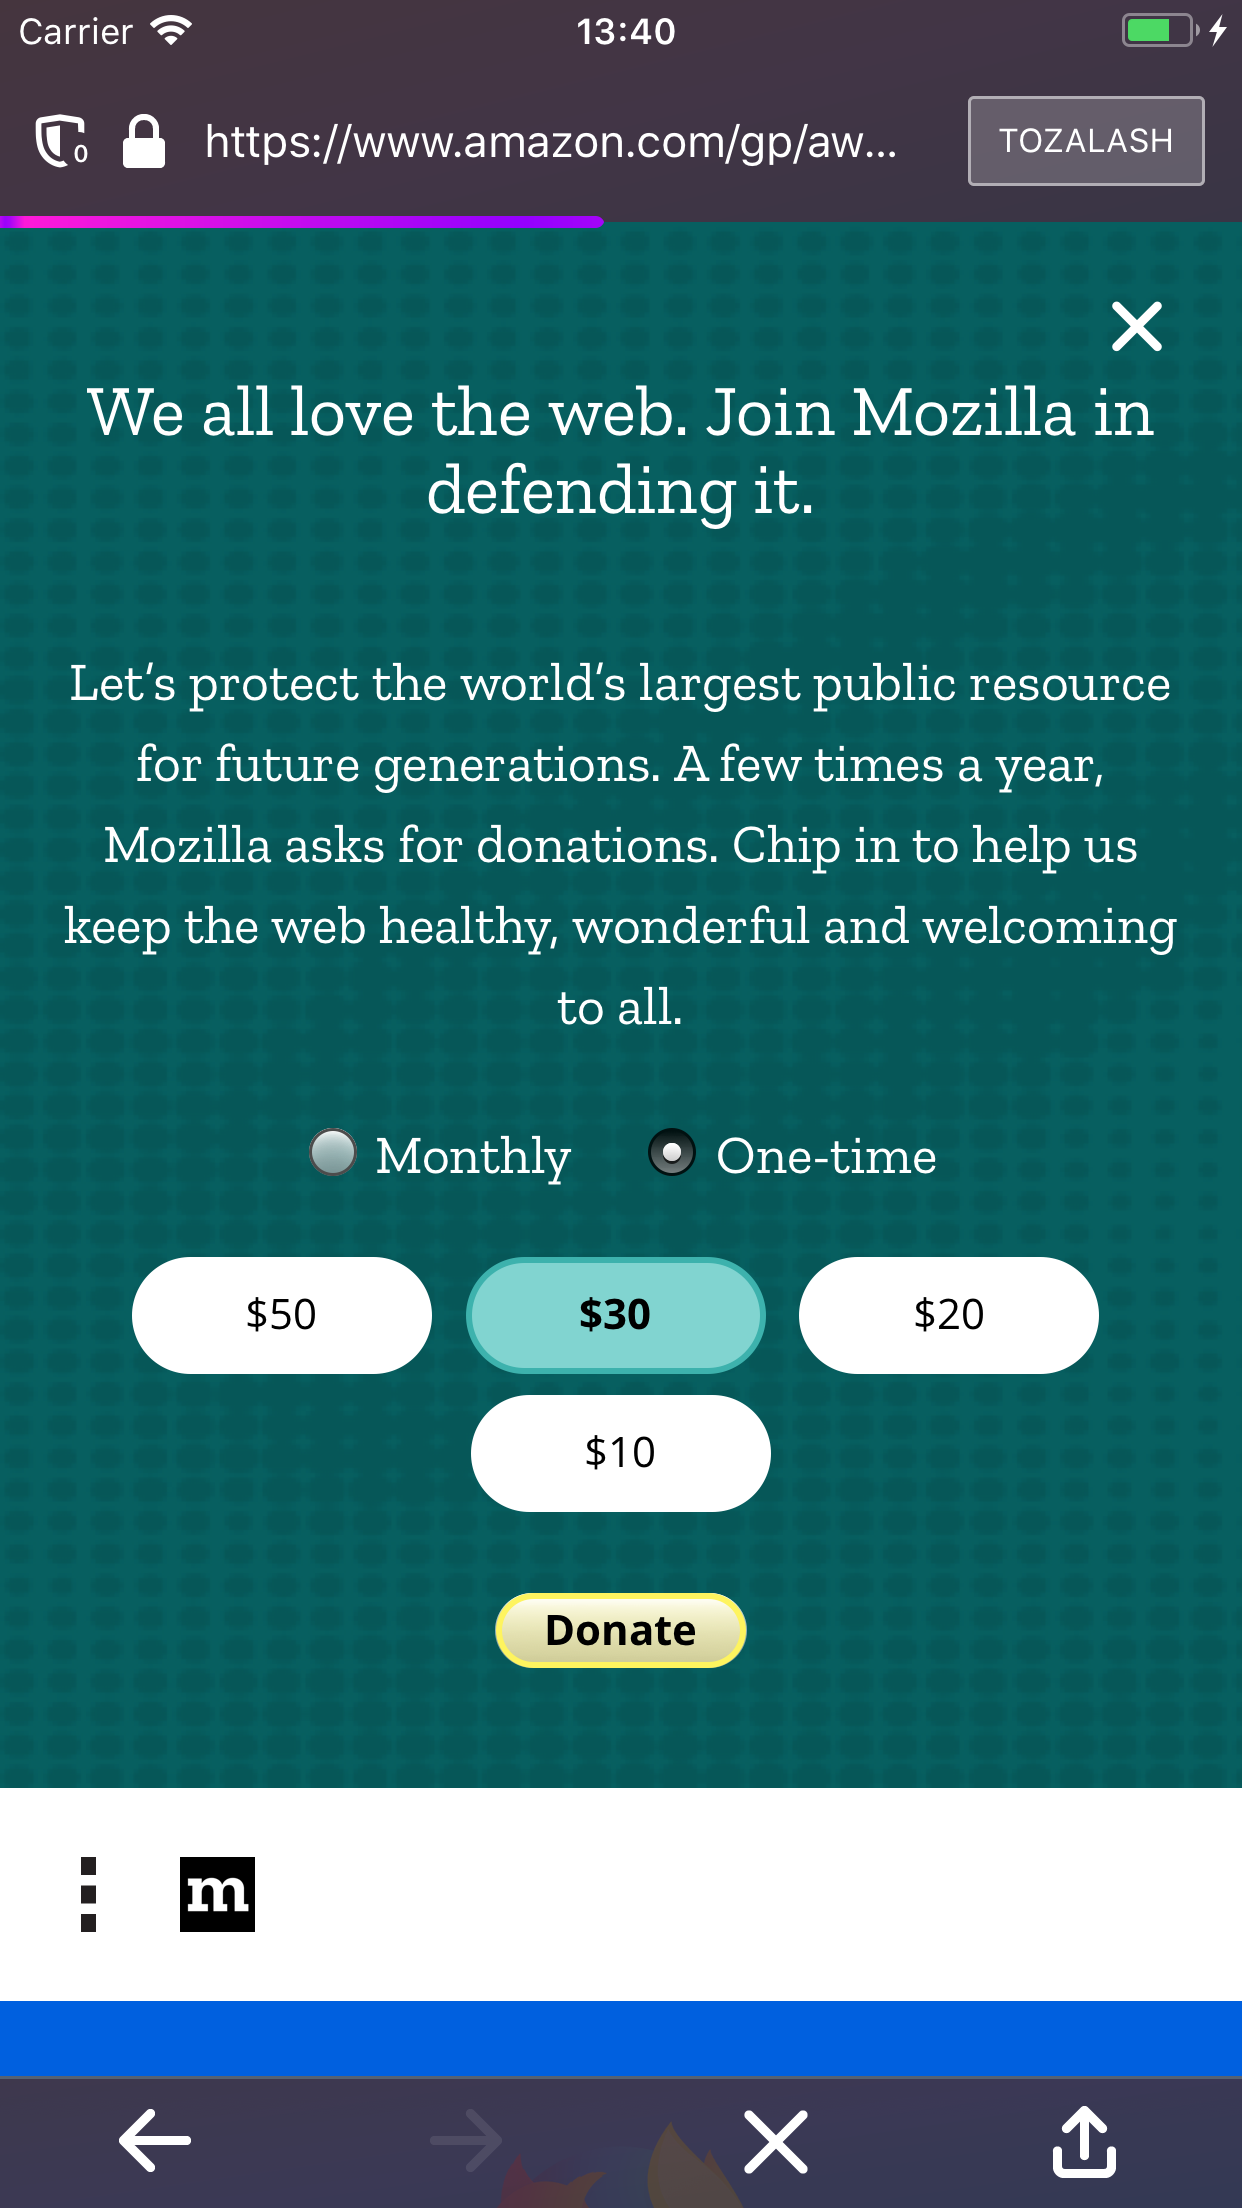 Carrier
13:40
0
https://www.amazon.com/gp/aw...
TOZALASH
We all love the web. Join Mozilla in
defending it.
Let’s protect the world’s largest public resource
for future generations. A few times a year,
Mozilla asks for donations. Chip in to help us
keep the web healthy, wonderful and welcoming
to all.
Monthly
One-time
$50
$30
$20
$10
Donate
m